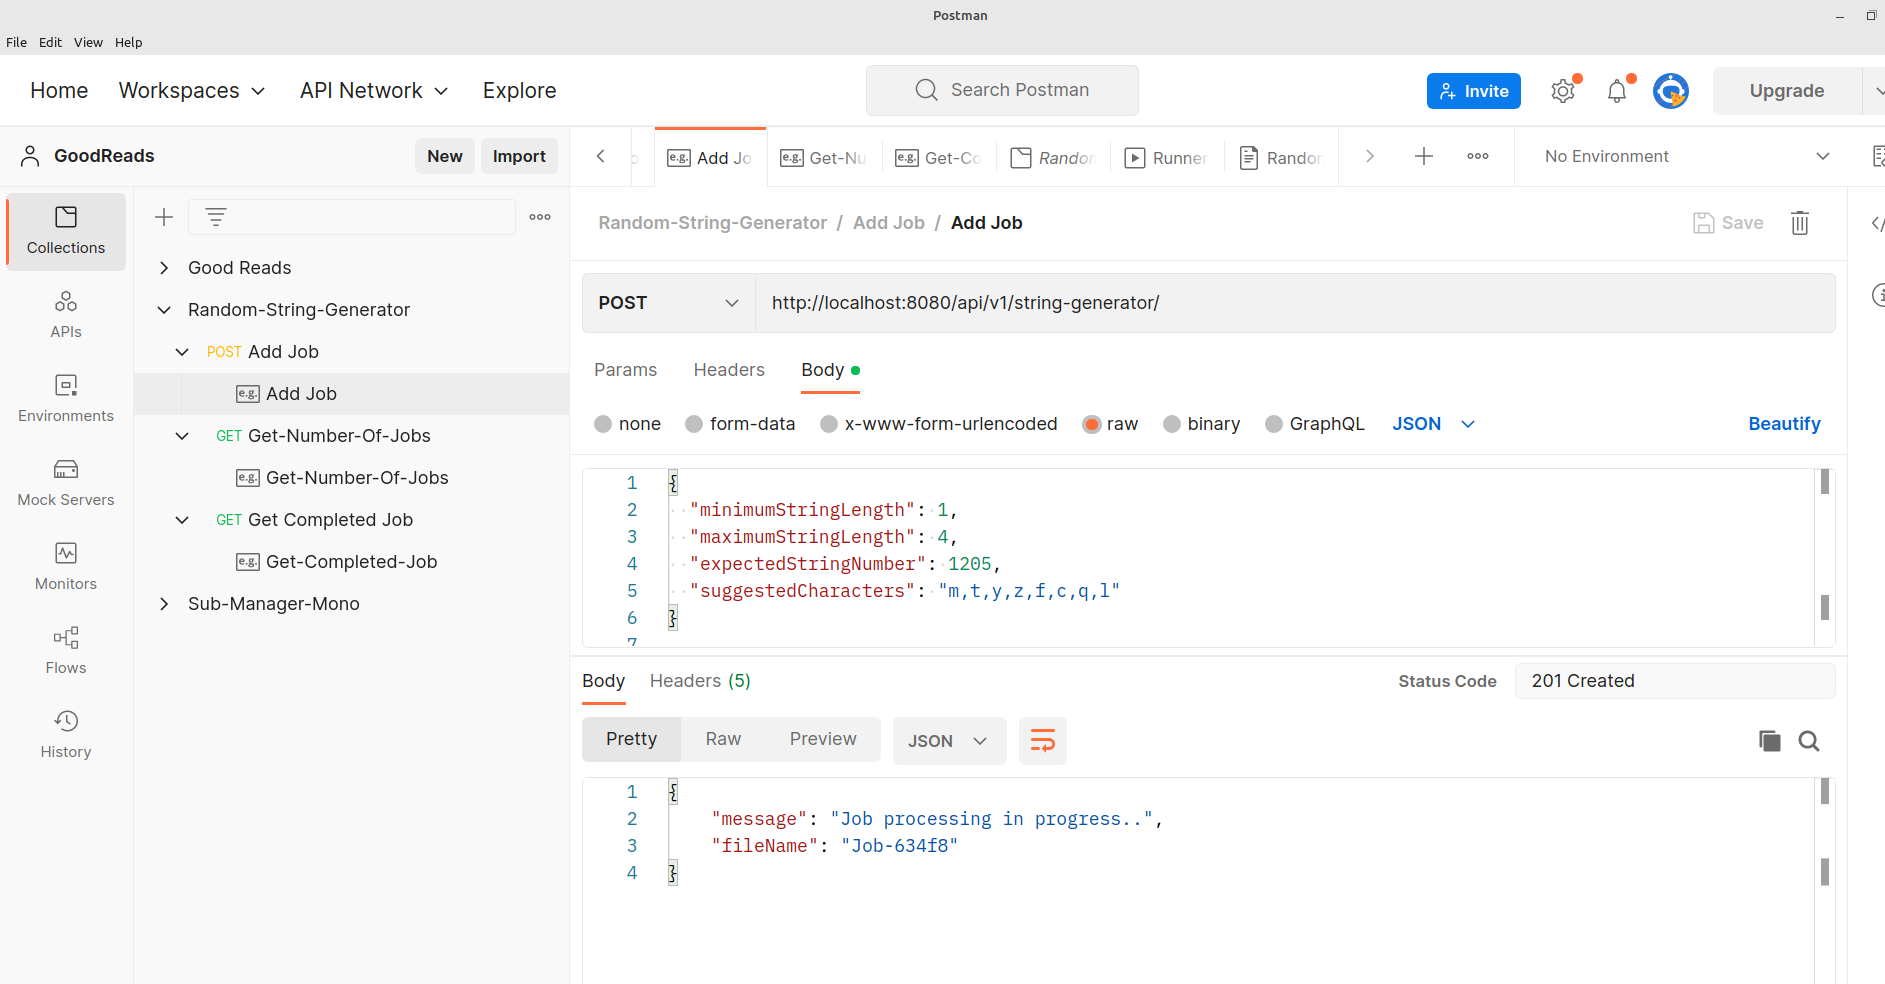 Postman
File Edit View Help
Home Workspaces API Network Explore Search Postman Invite Upgrade
GoodReads New Import
Add Jo Get-Nu Get-Co Random Runner Random No Environment
Collections
APIs
Environments
Mock Servers
Monitors
Flows
History
Good Reads
Random-String-Generator
POST Add Job
e.g. Add Job
GET Get-Number-Of-Jobs
e.g. Get-Number-Of-Jobs
GET Get Completed Job
e.g. Get-Completed-Job
Sub-Manager-Mono
Random-String-Generator / Add Job / Add Job Save
POST http://localhost:8080/api/v1/string-generator/
Params Headers Body
none form-data x-www-form-urlencoded raw binary GraphQL JSON Beautify
1 {
2 "minimumStringLength": 1,
3 "maximumStringLength": 4,
4 "expectedStringNumber": 1205,
5 "suggestedCharacters": "m,t,y,z,f,c,q,l"
6 }
7
Body Headers (5) Status Code 201 Created
Pretty Raw Preview JSON
1 {
2 "message": "Job processing in progress..",
3 "fileName": "Job-634f8"
4 }